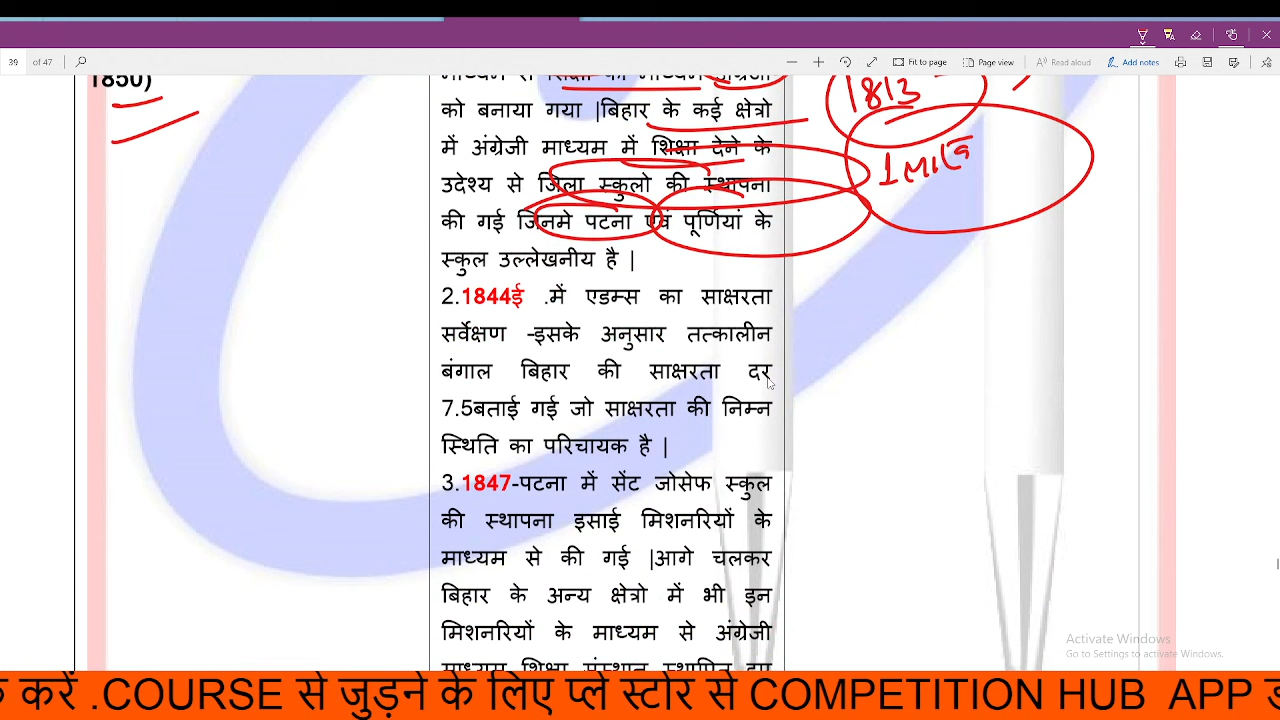 39 of 47
Fit to page
Page view
Read aloud
Add notes
1850)
को बनाया गया |बिहार के कई क्षेत्रो
में अंग्रेजी माध्यम में शिक्षा देने के
उदेश्य से जिला स्कुलो की स्थापना
की गई जिनमे पटना एवं पूर्णियां के
स्कुल उल्लेखनीय है |
1813
2.1844ई .में एडम्स का साक्षरता
सर्वेक्षण -इसके अनुसार तत्कालीन
बंगाल बिहार की साक्षरता दर
7.5बताई गई जो साक्षरता की निम्न
स्थिति का परिचायक है |
3.1847-पटना में सेंट जोसेफ स्कुल
की स्थापना इसाई मिशनरियों के
माध्यम से की गई |आगे चलकर
बिहार के अन्य क्षेत्रो में भी इन
मिशनरियों के माध्यम से अंग्रेजी
Activate Windows
Go to Settings to activate Windows.
करें .COURSE से जुड़ने के लिए प्ले स्टोर से COMPETITION HUB APP